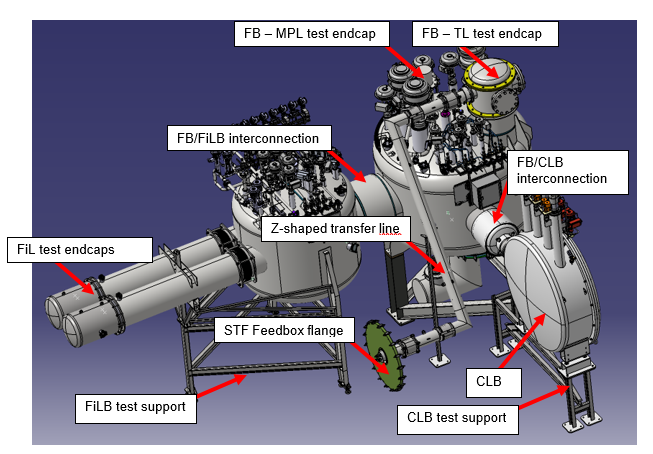 FB – MPL test endcap
FB – TL test endcap
FB/FiLB interconnection
FB/CLB
interconnection
Z-shaped transfer line
FiL test endcaps
STF Feedbox flange
CLB
FiLB test support
CLB test support